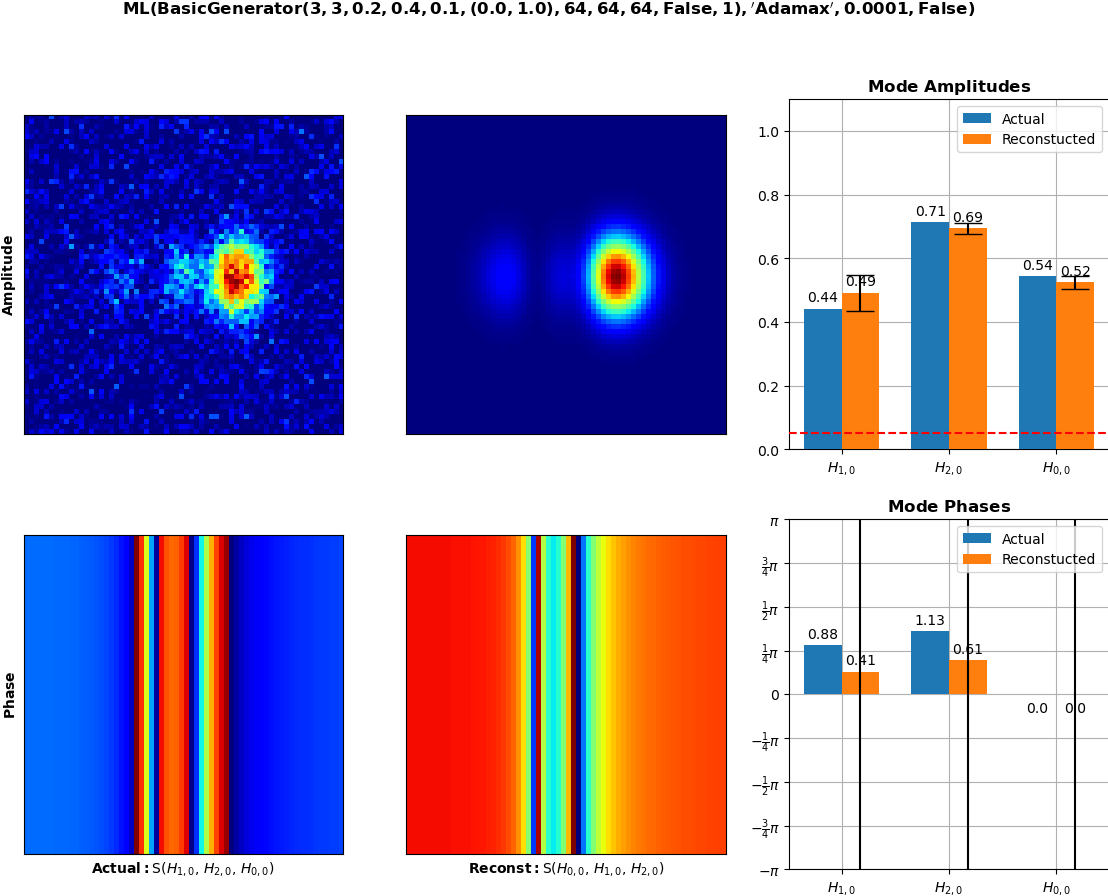 ML(BasicGenerator(3, 3, 0.2, 0.4, 0.1, (0.0, 1.0), 64, 64, 64, False, 1), 'Adamax', 0.0001, False)
Amplitude
Mode Amplitudes
Actual
Reconstucted
1.0
0.8
0.6
0.4
0.2
0.0
0.44
0.49
0.71
0.69
0.54
0.52
H1,0
H2,0
H0,0
Phase
Actual: S(H1,0, H2,0, H0,0)
Reconst: S(H0,0, H1,0, H2,0)
Mode Phases
Actual
Reconstucted
π
3/4π
1/2π
1/4π
0
−1/4π
−1/2π
−3/4π
−π
0.88
0.41
1.13
0.61
0.0
0.0
H1,0
H2,0
H0,0